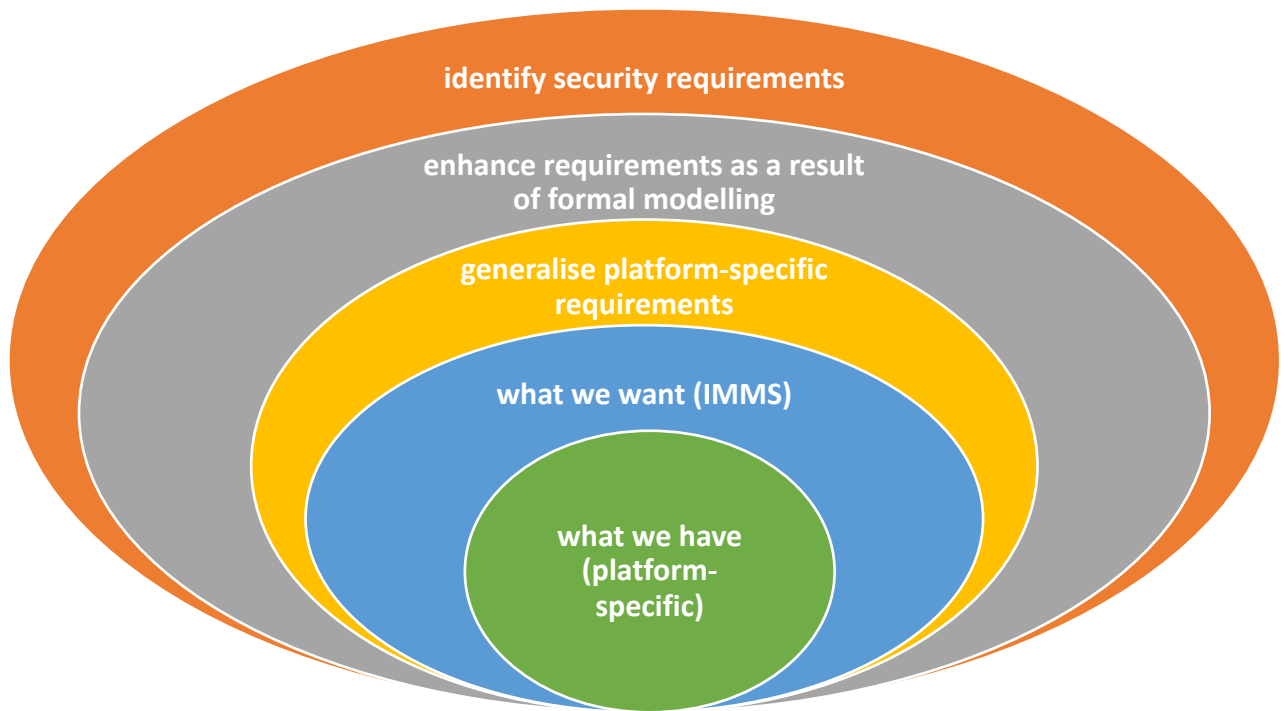 identify security requirements
enhance requirements as a result
of formal modelling
generalise platform-specific
requirements
what we want (IMMS)
what we have
(platform-
specific)